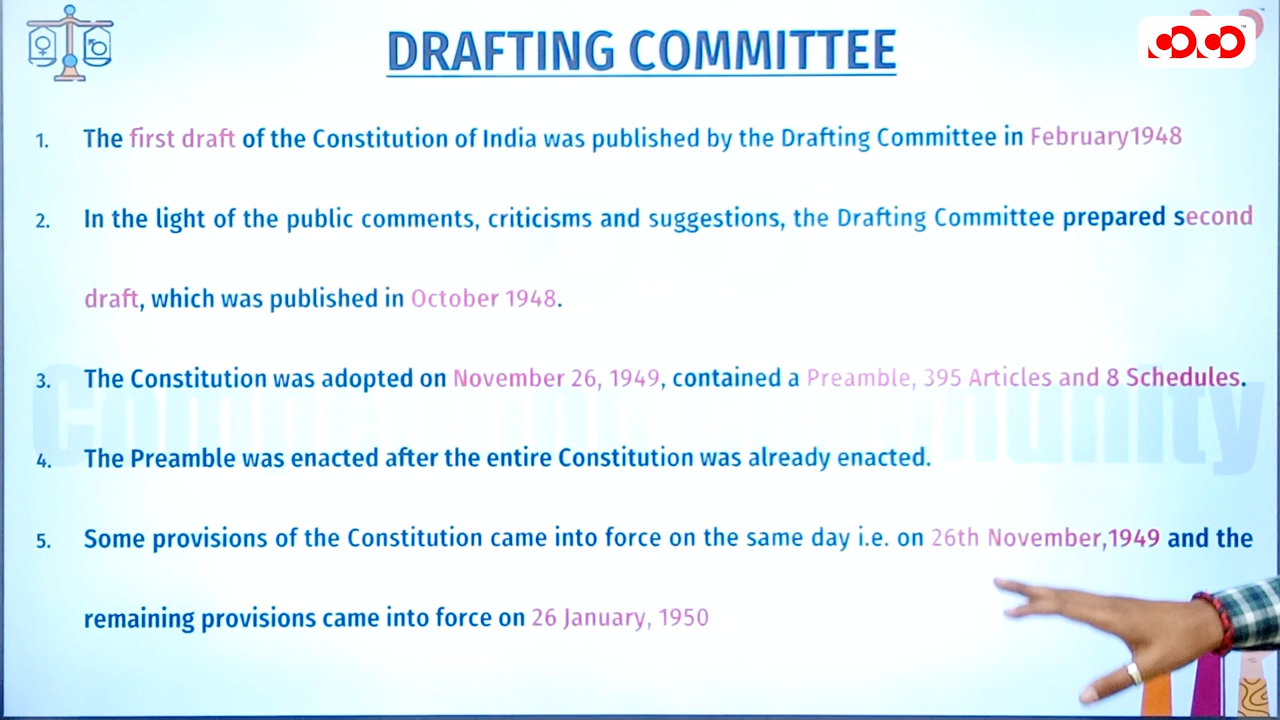 DRAFTING COMMITTEE
1. The first draft of the Constitution of India was published by the Drafting Committee in February1948
2. In the light of the public comments, criticisms and suggestions, the Drafting Committee prepared second
draft, which was published in October 1948.
3. The Constitution was adopted on November 26, 1949, contained a Preamble, 395 Articles and 8 Schedules.
4. The Preamble was enacted after the entire Constitution was already enacted.
5. Some provisions of the Constitution came into force on the same day i.e. on 26th November,1949 and the
remaining provisions came into force on 26 January, 1950